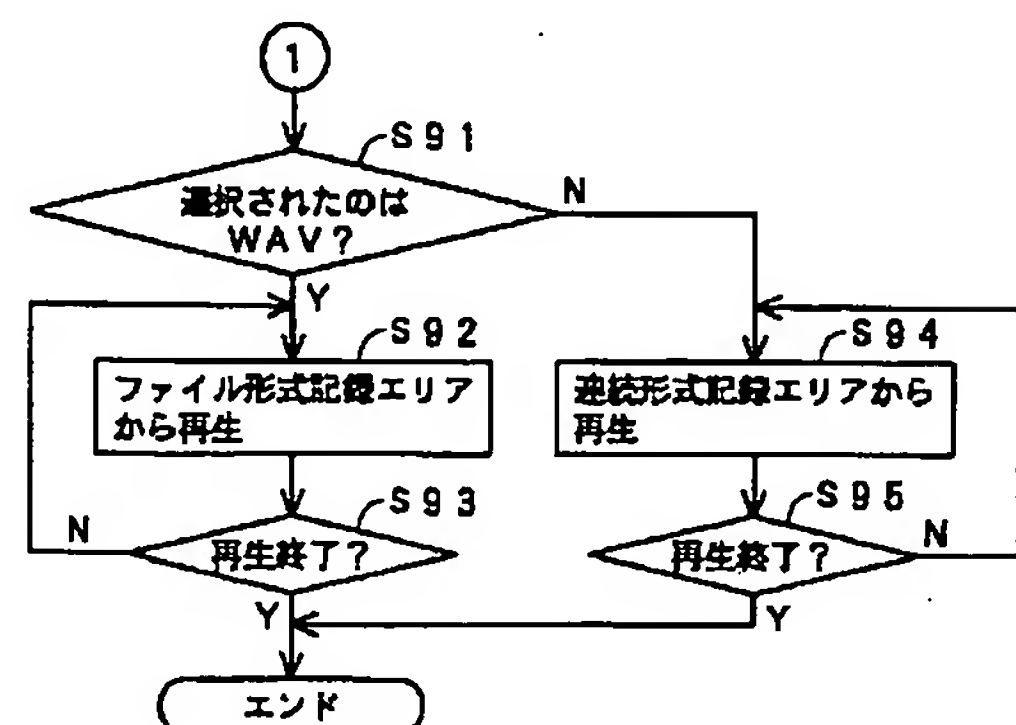 1
S91
選択されたのは
WAV?
N
Y
S92
ファイル形式記録エリア
から再生
S94
連続形式記録エリアから
再生
S93
再生終了?
N
Y
S95
再生終了?
N
Y
エンド